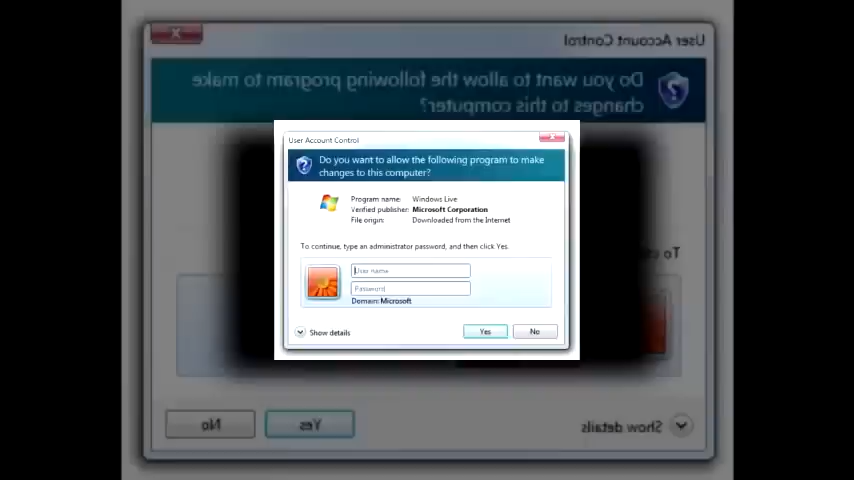 User Account Control
Do you want to allow the following program to make
changes to this computer?
User Account Control
Do you want to allow the following program to make
changes to this computer?
Program name: Windows Live
Verified publisher: Microsoft Corporation
File origin: Downloaded from the Internet
To continue, type an administrator password, and then click Yes.
User name
Password
Domain: Microsoft
Show details
Yes
No
To
No
Yes
Show details